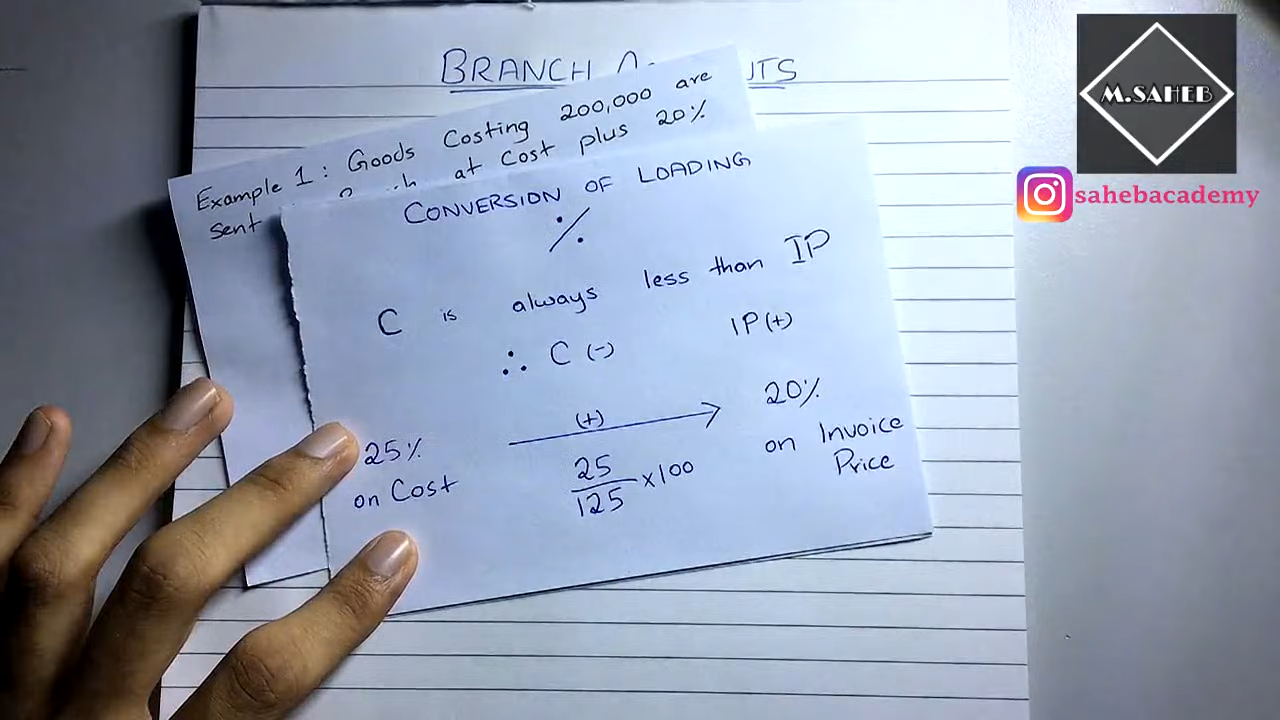 BRANCH
M.SAHEB
sahebacademy
Example 1: Goods Costing 200,000 are
sent at Cost plus 20%
CONVERSION OF LOADING
%
C is always less than IP
∴ C (-) IP (+)
25% on Cost
(+)
25
125 ×100
20%
on Invoice
Price